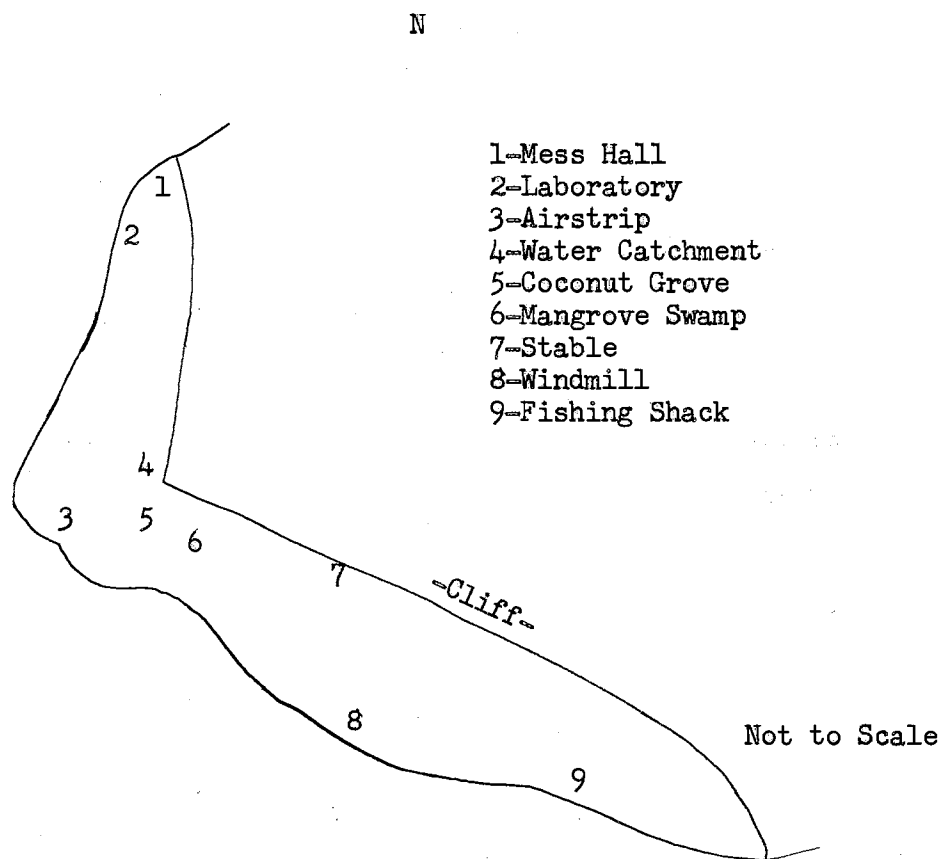 N
1-Mess Hall
2-Laboratory
3-Airstrip
4-Water Catchment
5-Coconut Grove
6-Mangrove Swamp
7-Stable
8-Windmill
9-Fishing Shack
1
2
4
3
5
6
7
-Cliff-
8
Not to Scale
9